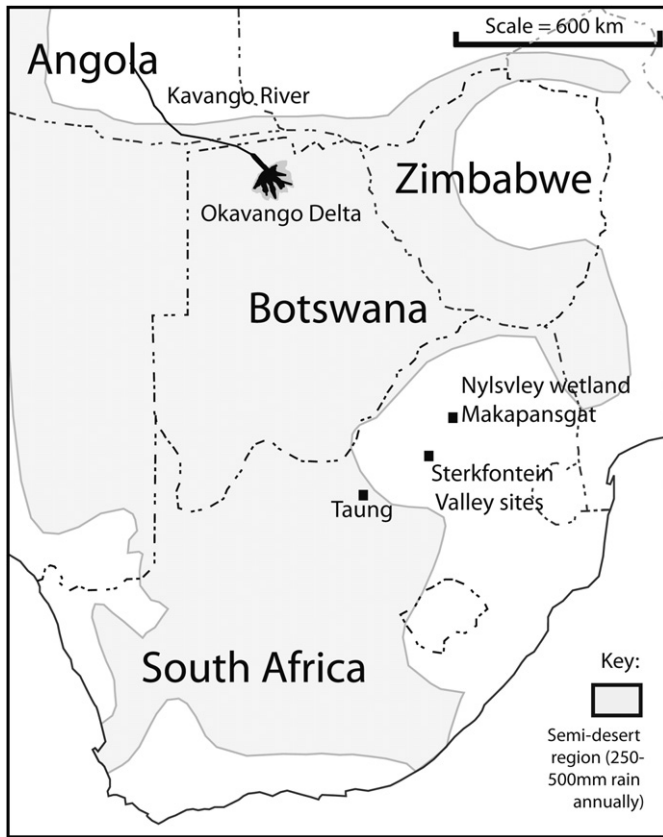 Scale = 600 km
Angola
Kavango River
Zimbabwe
Okavango Delta
Botswana
Nylsvley wetland
Makapansgat
Sterkfontein
Valley sites
Taung
South Africa
Key:
Semi-desert
region (250-
500mm rain
annually)